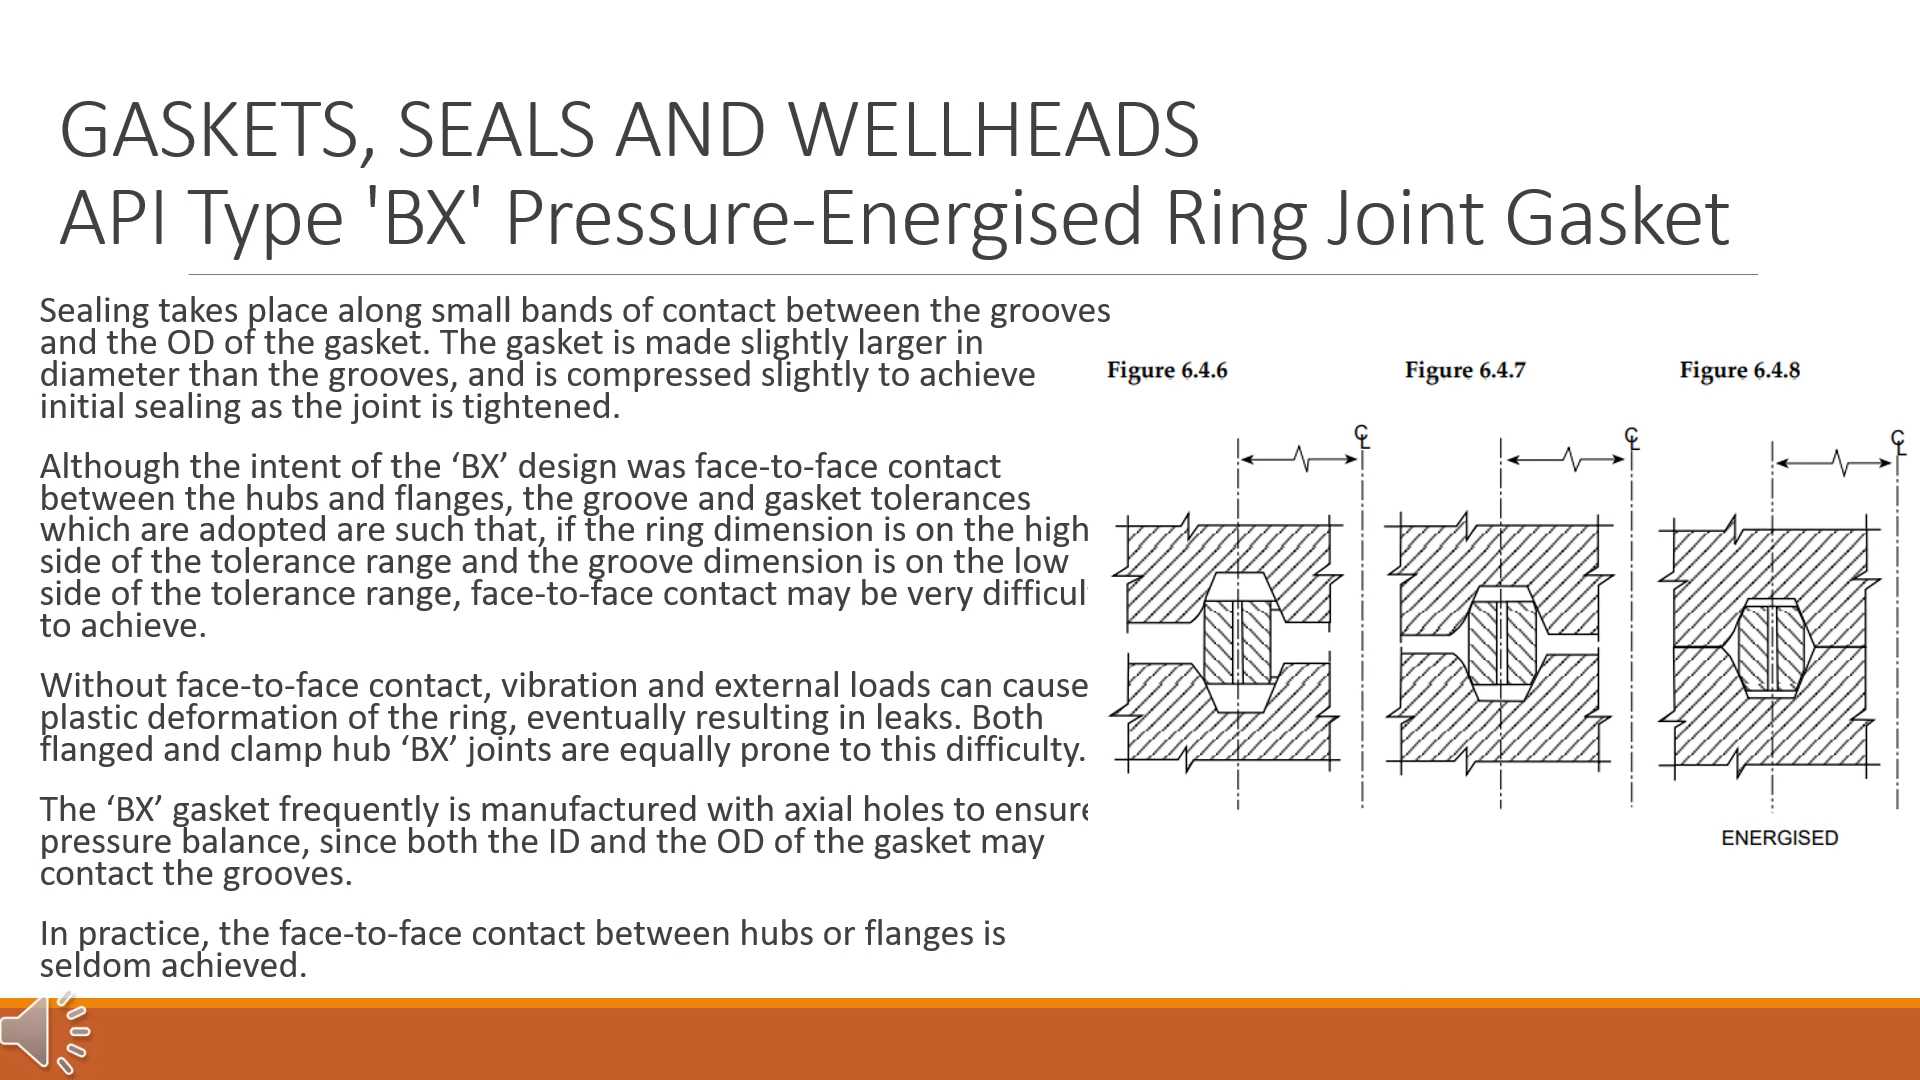 GASKETS, SEALS AND WELLHEADS
API Type 'BX' Pressure-Energised Ring Joint Gasket
Sealing takes place along small bands of contact between the grooves
and the OD of the gasket. The gasket is made slightly larger in
diameter than the grooves, and is compressed slightly to achieve
initial sealing as the joint is tightened.
Although the intent of the ‘BX’ design was face-to-face contact
between the hubs and flanges, the groove and gasket tolerances
which are adopted are such that, if the ring dimension is on the high
side of the tolerance range and the groove dimension is on the low
side of the tolerance range, face-to-face contact may be very difficul
to achieve.
Without face-to-face contact, vibration and external loads can cause
plastic deformation of the ring, eventually resulting in leaks. Both
flanged and clamp hub ‘BX’ joints are equally prone to this difficulty.
The ‘BX’ gasket frequently is manufactured with axial holes to ensure
pressure balance, since both the ID and the OD of the gasket may
contact the grooves.
In practice, the face-to-face contact between hubs or flanges is
seldom achieved.
Figure 6.4.6
Figure 6.4.7
Figure 6.4.8
℄
℄
℄
ENERGISED